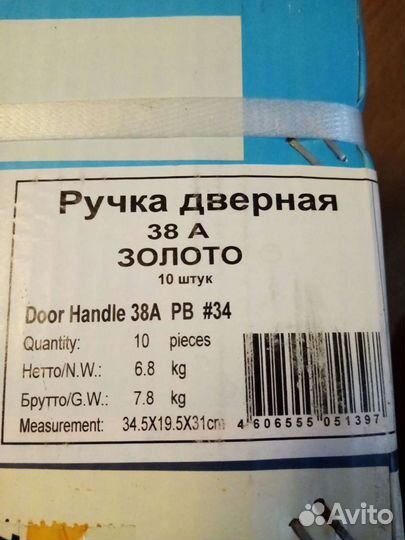 Ручка дверная
38 А
ЗОЛОТО
10 штук
Door Handle 38A PB #34
Quantity: 10 pieces
Нетто/N.W.: 6.8 kg
Брутто/G.W.: 7.8 kg
Measurement: 34.5X19.5X31cm
4 606555 051397
Avito